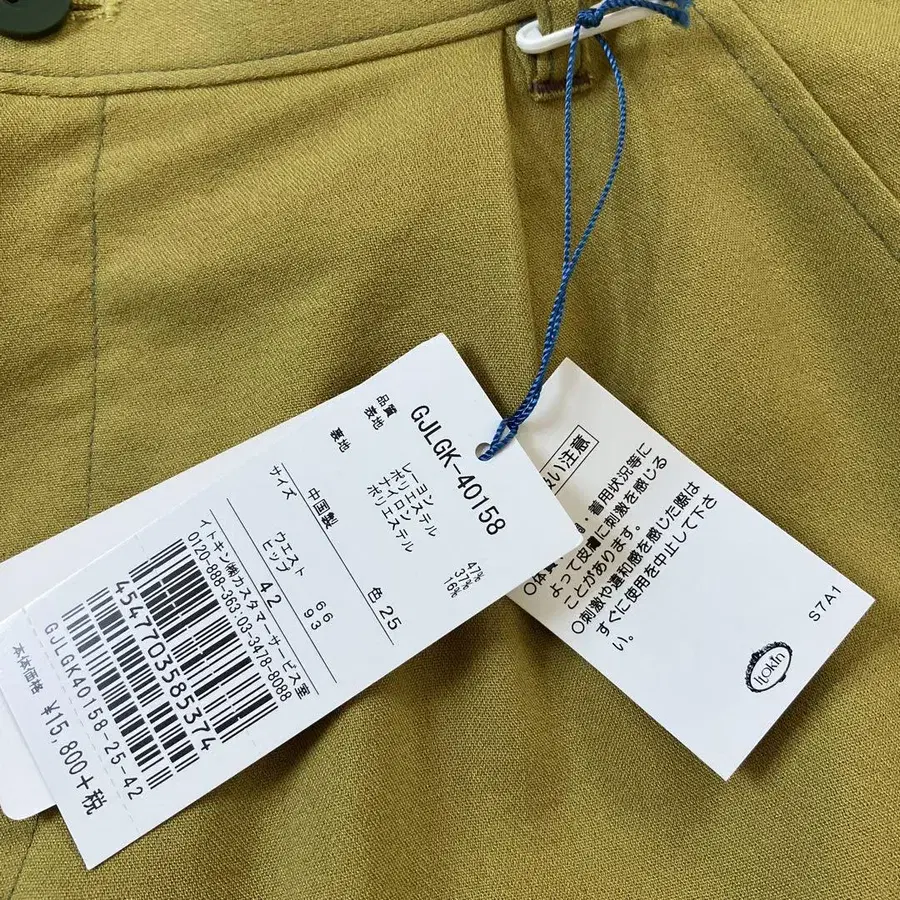 GJLGK-40158
品質
表地 レーヨン 47%
ポリエステル 37%
ナイロン 16%
裏地 ポリエステル
中国製 色 25
サイズ ウエスト 66
ヒップ 93
42
イトキン(株)カスタマーサービス室
0120-888-363 03-3478-8088
4547703585374
GJLGK40158-25-42
本体価格 ¥15,800+税
注意
着用状況等に
よって皮膚に刺激を感じる
ことがあります。
○刺激や違和感を感じた際は
すぐに使用を中止して下さ
い。
S7A1
itokin